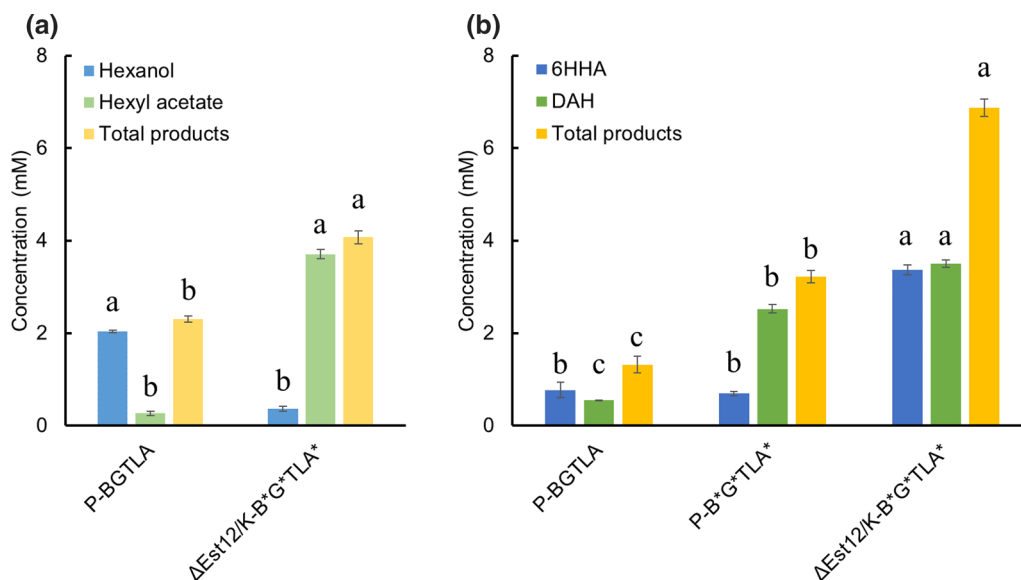 (a)
8
6
4
2
0
Concentration (mM)
Hexanol
Hexyl acetate
Total products
a
b
b
b
a
a
P-BGTLA
ΔEst12/K-B*G*TLA*
(b)
8
6
4
2
0
Concentration (mM)
6HHA
DAH
Total products
b
c
c
b
b
b
a
a
a
P-BGTLA
P-B*G*TLA*
ΔEst12/K-B*G*TLA*